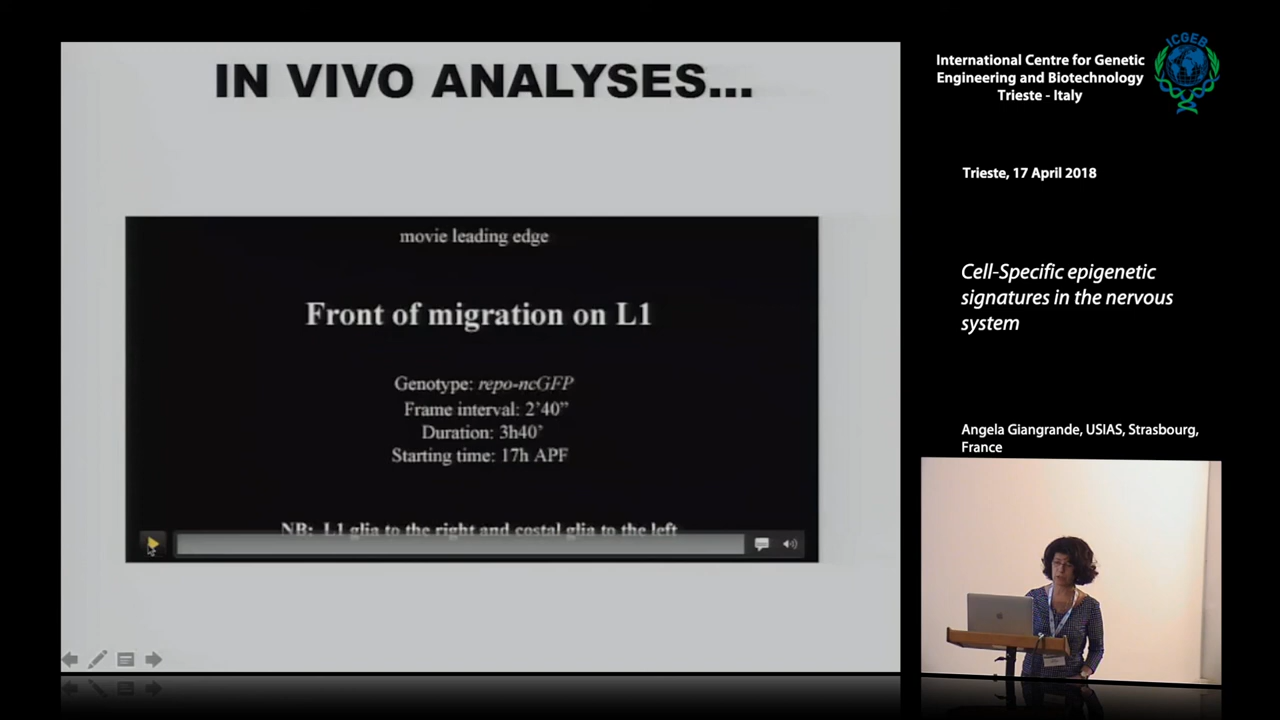 IN VIVO ANALYSES...
movie leading edge
Front of migration on L1
Genotype: repo-ncGFP
Frame interval: 2'40”
Duration: 3h40'
Starting time: 17h APF
NB: L1 glia to the right and costal glia to the left
International Centre for Genetic
Engineering and Biotechnology
Trieste - Italy
ICGEB
Trieste, 17 April 2018
Cell-Specific epigenetic
signatures in the nervous
system
Angela Giangrande, USIAS, Strasbourg,
France